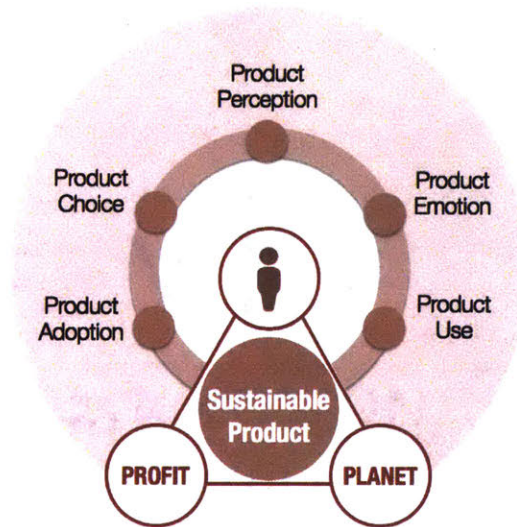 Product
Perception
Product
Choice
Product
Emotion
Product
Adoption
Product
Use
Sustainable
Product
PROFIT
PLANET